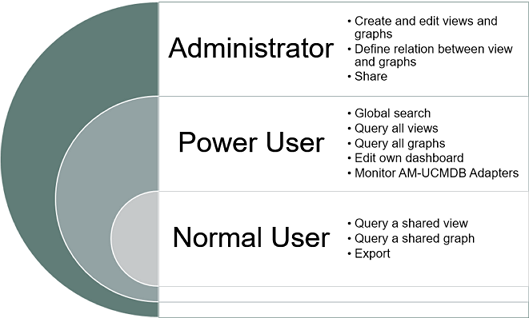 Administrator
• Create and edit views and
graphs
• Define relation between view
and graphs
• Share
Power User
• Global search
• Query all views
• Query all graphs
• Edit own dashboard
• Monitor AM-UCMDB Adapters
Normal User
• Query a shared view
• Query a shared graph
• Export